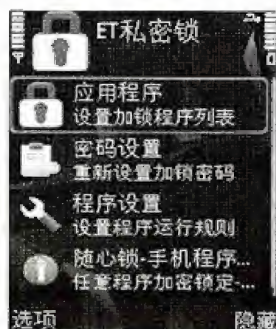 ET私密锁
应用程序
设置加锁程序列表
密码设置
重新设置加锁密码
程序设置
设置程序运行规则
随心锁-手机程序...
任意程序加密锁定-...
选项
隐藏